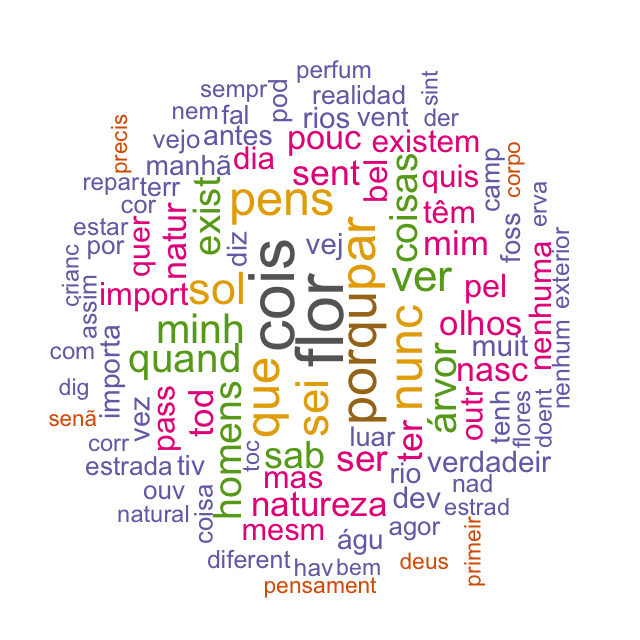 perfum
sempr
pod
realidad
sint
nem
fal
rios
vent
der
precis
vejo
antes
pouc
existem
manhã
dia
sent
bel
quis
camp
corpo
repar
terr
cor
exist
pens
coisas
têm
foss
erva
estar
por
quer
natur
diz
vej
par
mim
crianc
assim
import
sol
cois
flor
porqu
ver
pel
nenhuma
exterior
minh
nunc
olhos
muit
nenhum
com
importa
quand
que
sei
árvor
nasc
outr
dig
senã
vez
pass
tod
homens
tenh
flores
doent
corr
toc
sab
luar
ter
estrada
tiv
mas
ser
rio
verdadeir
ouv
natureza
dev
nad
estrad
natural
coisa
mesm
águ
agor
primeir
diferent
hav
bem
deus
pensament